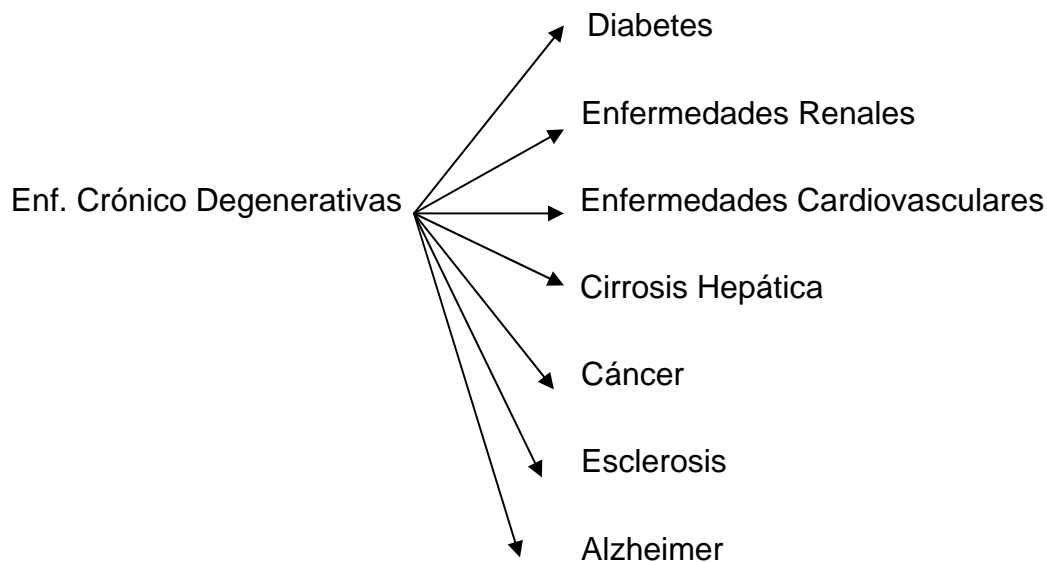 Diabetes
Enfermedades Renales
Enf. Crónico Degenerativas
Enfermedades Cardiovasculares
Cirrosis Hepática
Cáncer
Esclerosis
Alzheimer